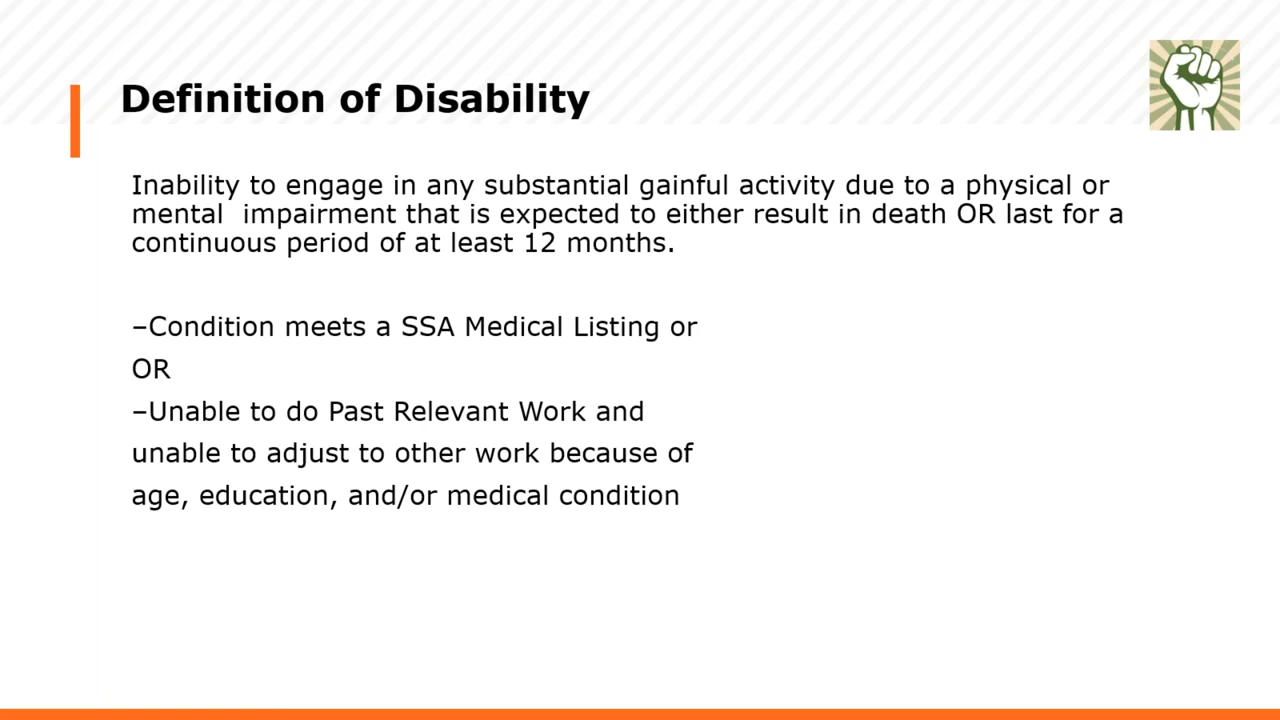 Definition of Disability
Inability to engage in any substantial gainful activity due to a physical or
mental  impairment that is expected to either result in death OR last for a
continuous period of at least 12 months.
–Condition meets a SSA Medical Listing or
OR
–Unable to do Past Relevant Work and
unable to adjust to other work because of
age, education, and/or medical condition